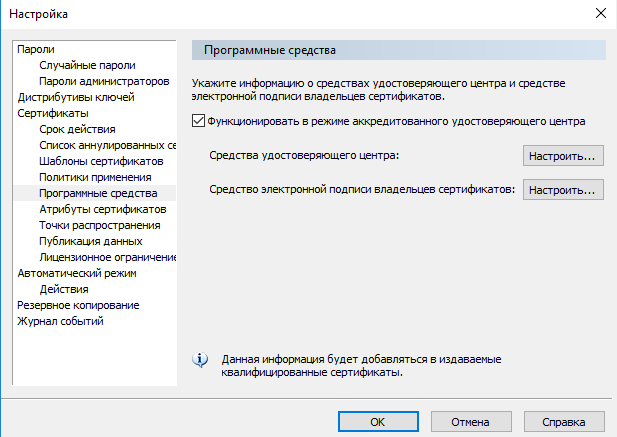 Настройка
Пароли
Случайные пароли
Пароли администраторов
Дистрибутивы ключей
Сертификаты
Срок действия
Список аннулированных се
Шаблоны сертификатов
Политики применения
Программные средства
Атрибуты сертификатов
Точки распространения
Публикация данных
Лицензионное ограничение
Автоматический режим
Действия
Резервное копирование
Журнал событий
Программные средства
Укажите информацию о средствах удостоверяющего центра и средстве
электронной подписи владельцев сертификатов.
Функционировать в режиме аккредитованного удостоверяющего центра
Средства удостоверяющего центра:
Настроить...
Средство электронной подписи владельцев сертификатов:
Настроить...
Данная информация будет добавляться в издаваемые
квалифицированные сертификаты.
OK
Отмена
Справка